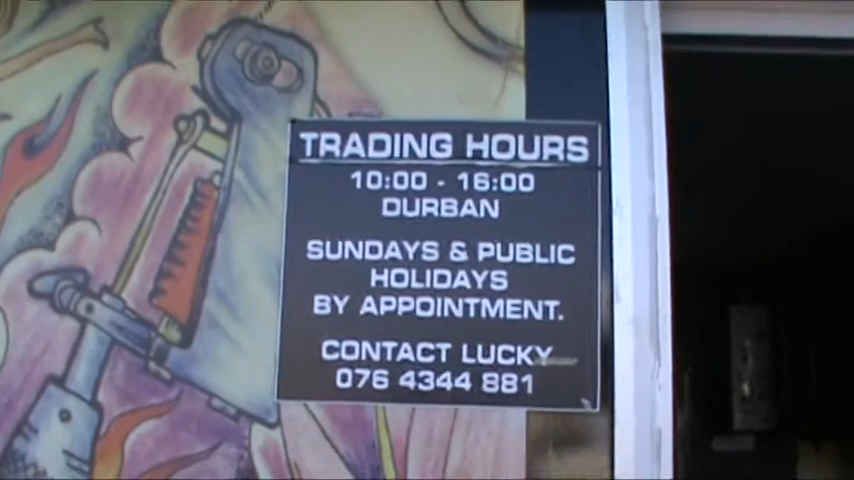 TRADING HOURS
10:00 - 16:00
DURBAN
SUNDAYS & PUBLIC
HOLIDAYS
BY APPOINTMENT.
CONTACT LUCKY
076 4344 881